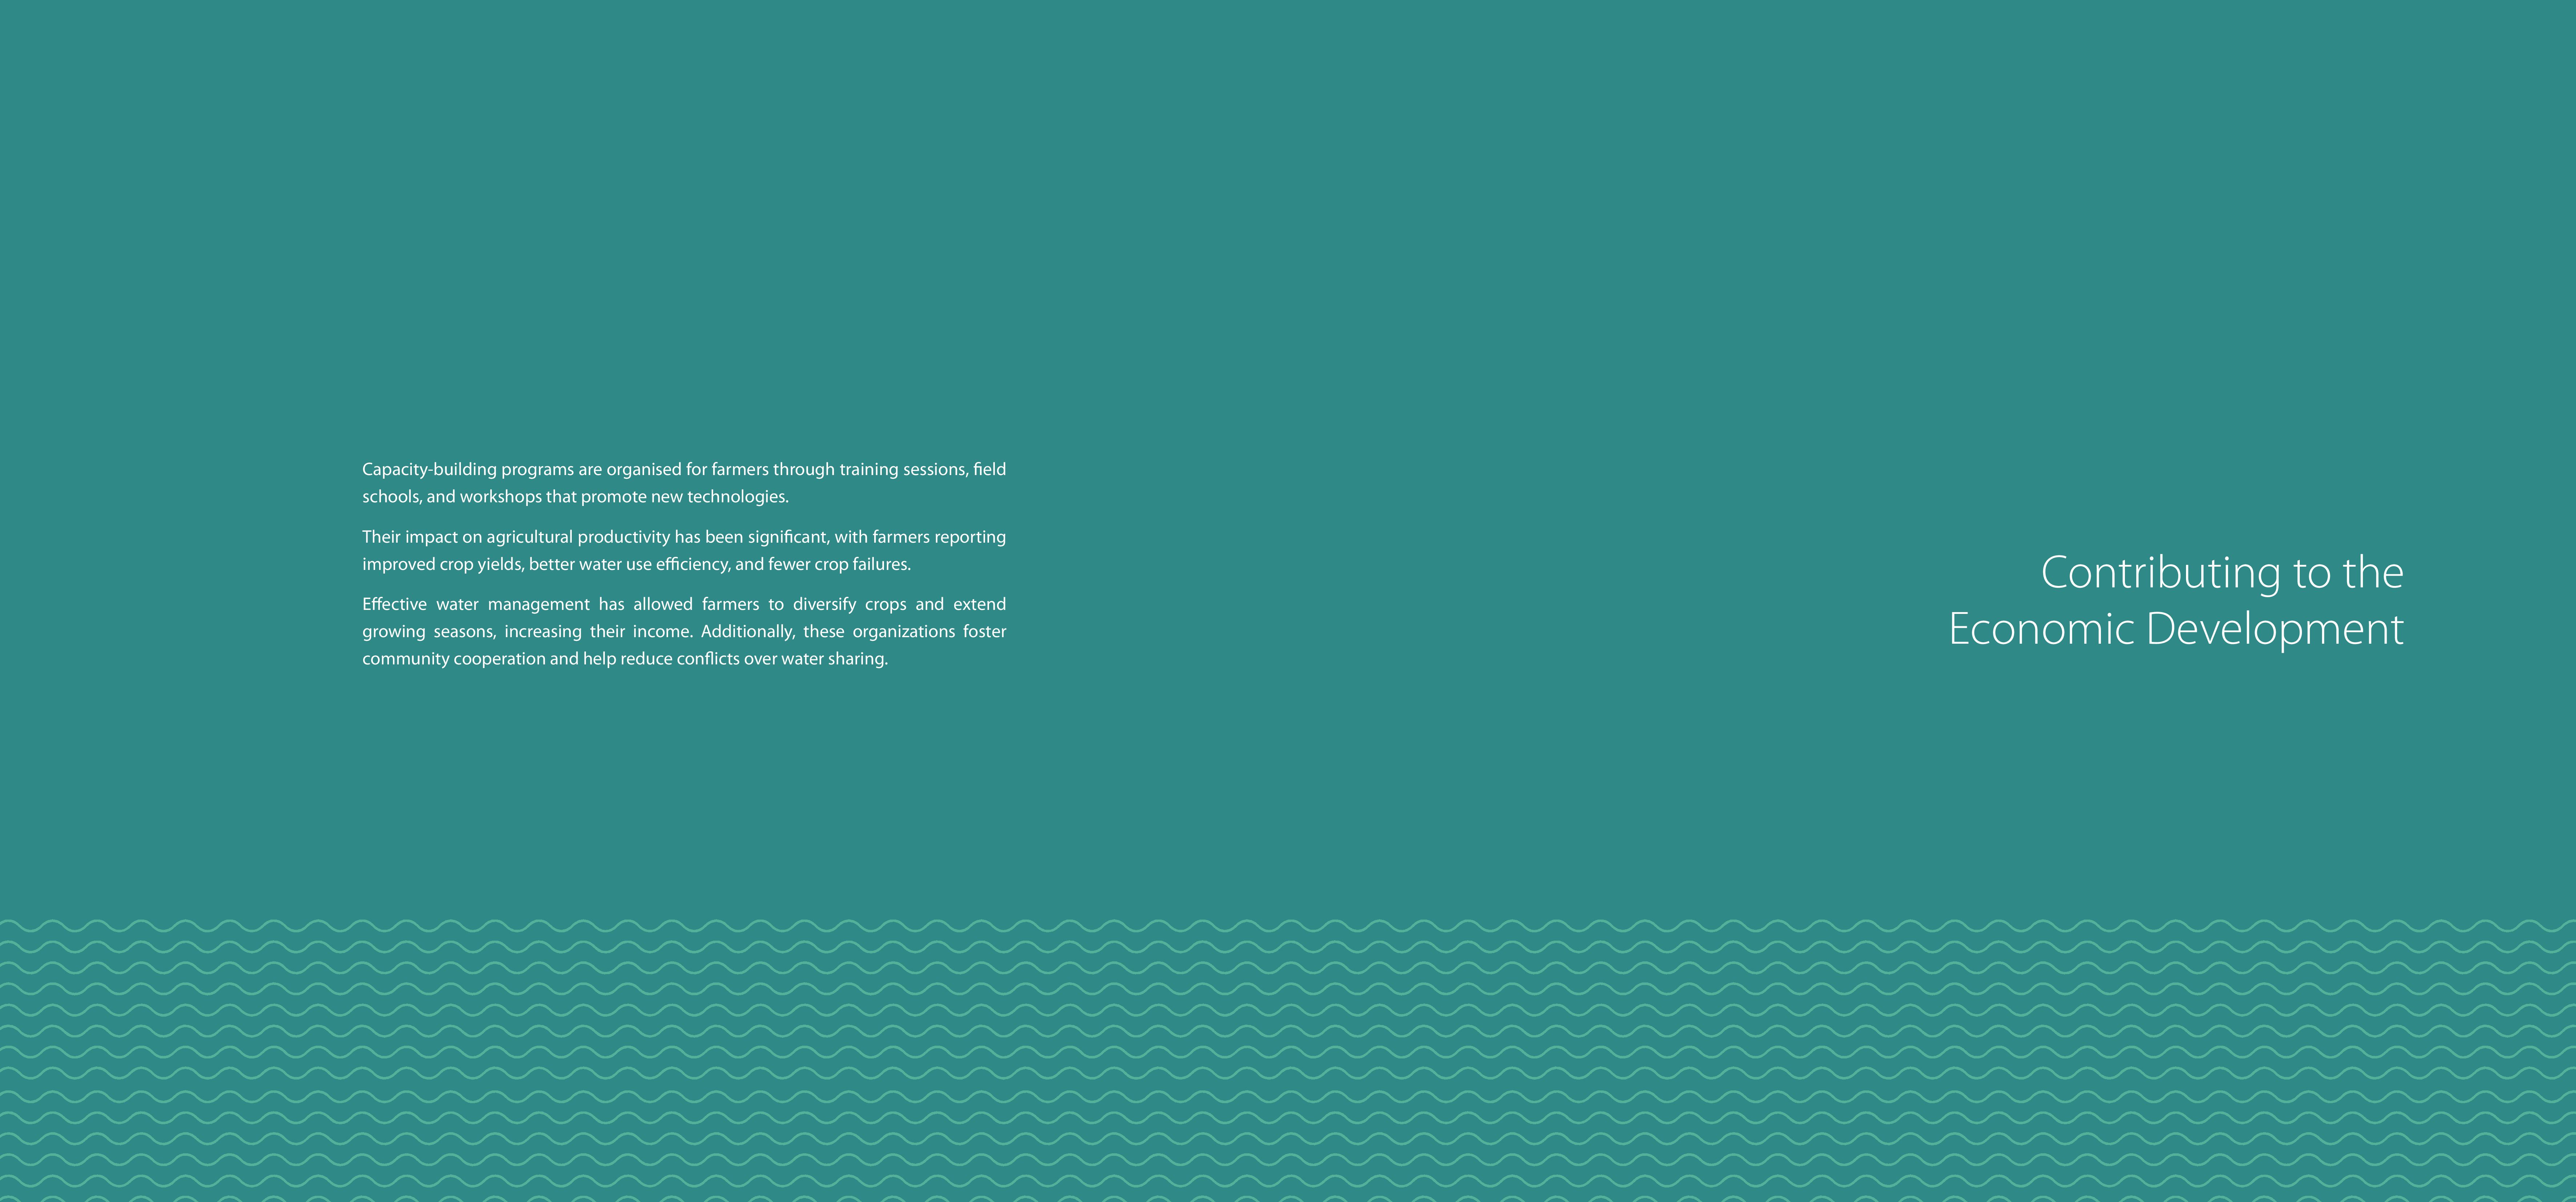 Capacity-building programs are organised for farmers through training sessions, field
schools, and workshops that promote new technologies.
Their impact on agricultural productivity has been significant, with farmers reporting
improved crop yields, better water use efficiency, and fewer crop failures.
Effective water management has allowed farmers to diversify crops and extend
growing seasons, increasing their income. Additionally, these organizations foster
community cooperation and help reduce conflicts over water sharing.
Contributing to the
Economic Development